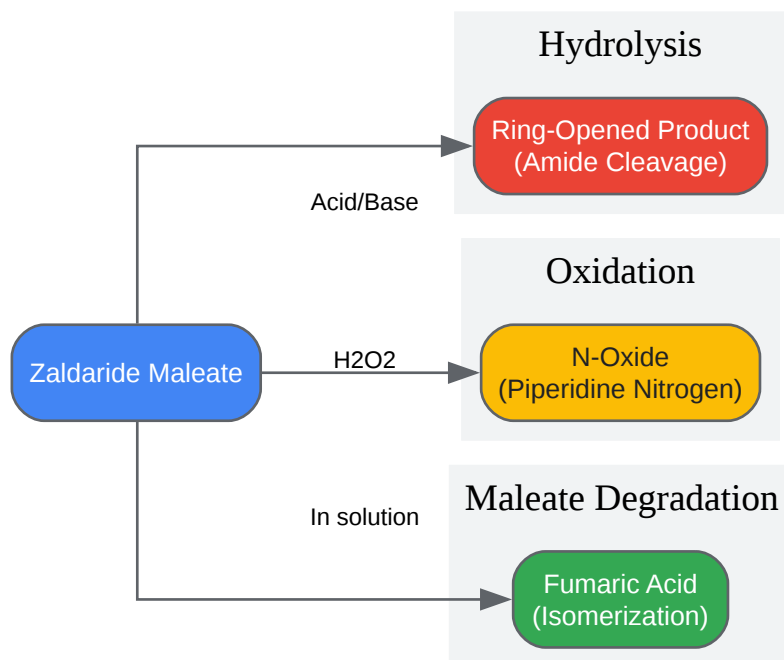 Hydrolysis
Ring-Opened Product
(Amide Cleavage)
Acid/Base
Oxidation
Zaldaride Maleate
H2O2
N-Oxide
(Piperidine Nitrogen)
Maleate Degradation
In solution
Fumaric Acid
(Isomerization)